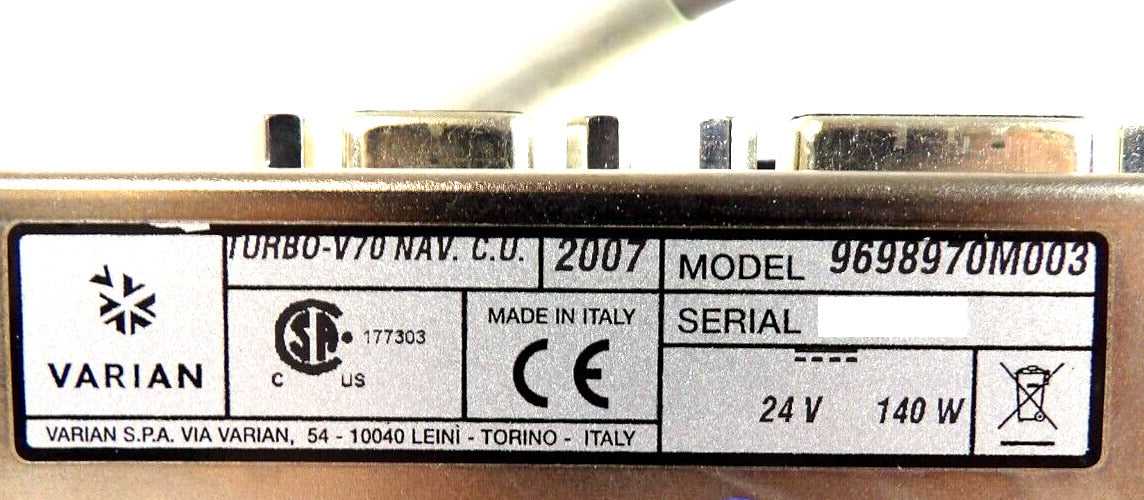 TURBO-V70 NAV. C.U.
2007
MODEL 9698970M003
SERIAL
VARIAN
SA
177303
C US
MADE IN ITALY
CE
24 V 140 W
VARIAN S.P.A. VIA VARIAN, 54 - 10040 LEINÌ - TORINO - ITALY